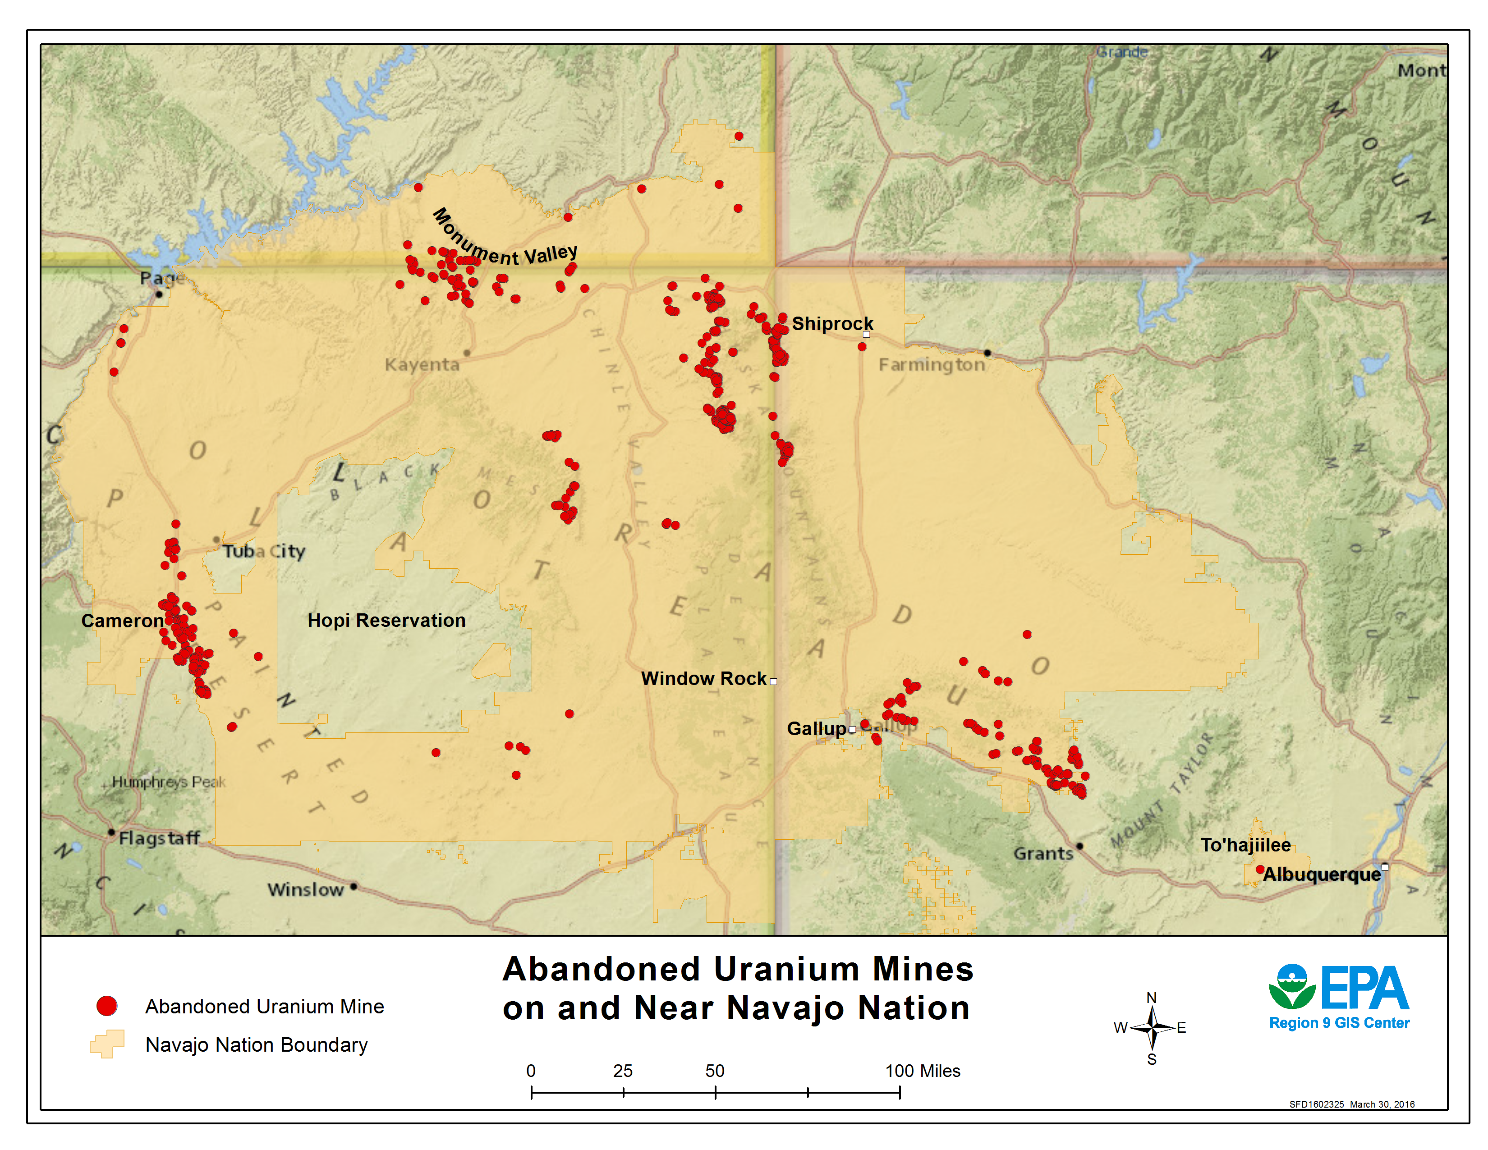 Grande
Mont
Monument Valley
Page
Shiprock
Kayenta
Farmington
CHINLE VALLEY
BLACK MESA
COLORADO
PLATEAU
Tuba City
PAINTED
DESERT
Cameron
Hopi Reservation
DEFIANCE
PLATEAU
Window Rock
Gallup
Gallup
MOUNT TAYLOR
Humphreys Peak
Flagstaff
To'hajiilee
Grants
Albuquerque
Winslow
Abandoned Uranium Mines
on and Near Navajo Nation
Abandoned Uranium Mine
Navajo Nation Boundary
0 25 50 100 Miles
N
W E
S
EPA
Region 9 GIS Center
SFD1602325 March 30, 2016